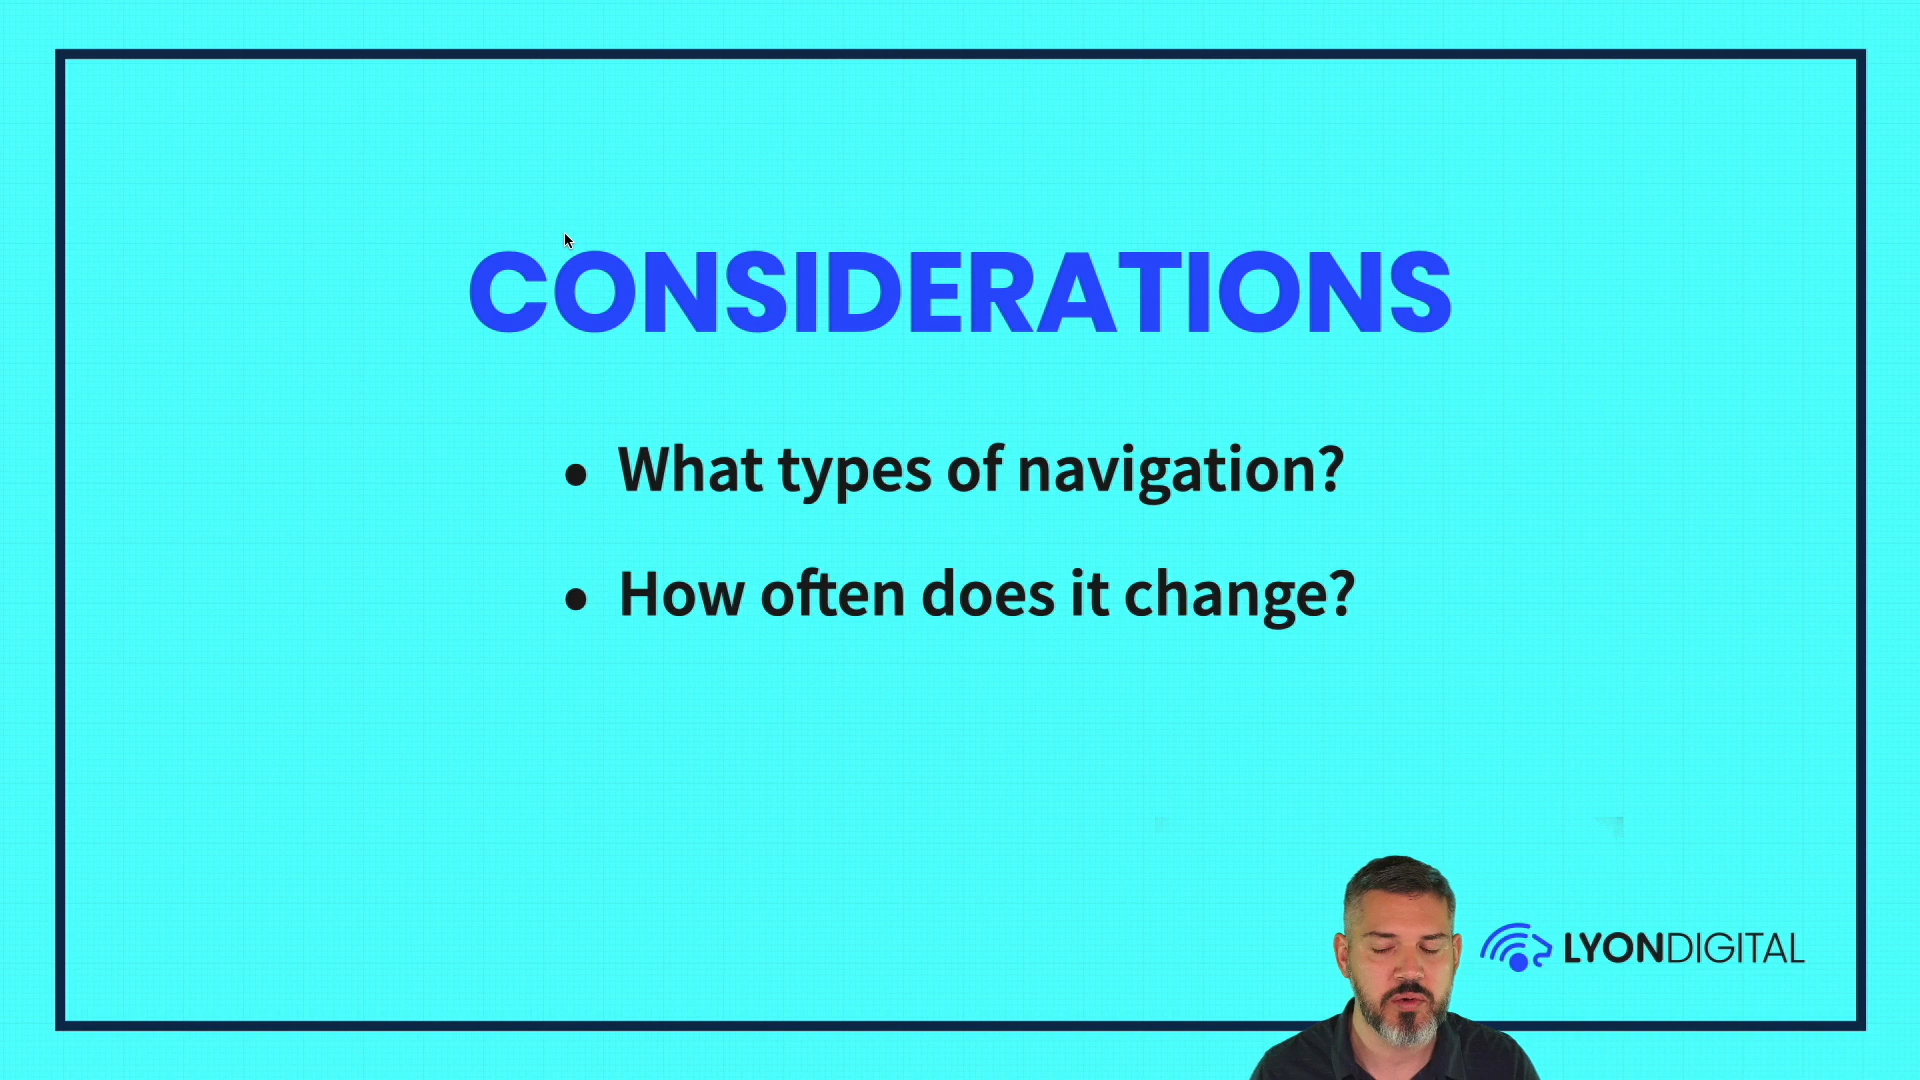 CONSIDERATIONS
• What types of navigation?
• How often does it change?
LYONDIGITAL